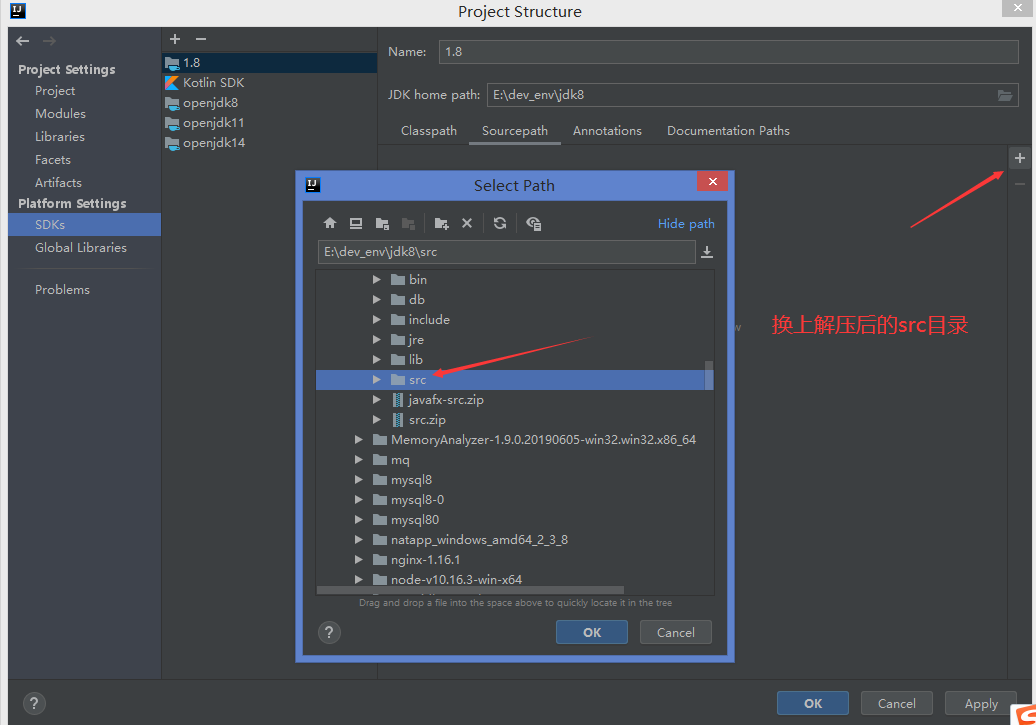 Project Structure
Project Settings
Project
Modules
Libraries
Facets
Artifacts
Platform Settings
SDKs
Global Libraries
Problems
1.8
Kotlin SDK
openjdk8
openjdk11
openjdk14
Name: 1.8
JDK home path: E:\dev_env\jdk8
Classpath Sourcepath Annotations Documentation Paths
Select Path
Hide path
E:\dev_env\jdk8\src
bin
db
include
jre
lib
src
javafx-src.zip
src.zip
MemoryAnalyzer-1.9.0.20190605-win32.win32.x86_64
mq
mysql8
mysql8-0
mysql80
natapp_windows_amd64_2_3_8
nginx-1.16.1
node-v10.16.3-win-x64
Drag and drop a file into the space above to quickly locate it in the tree
? OK Cancel
换上解压后的src目录
? OK Cancel Apply